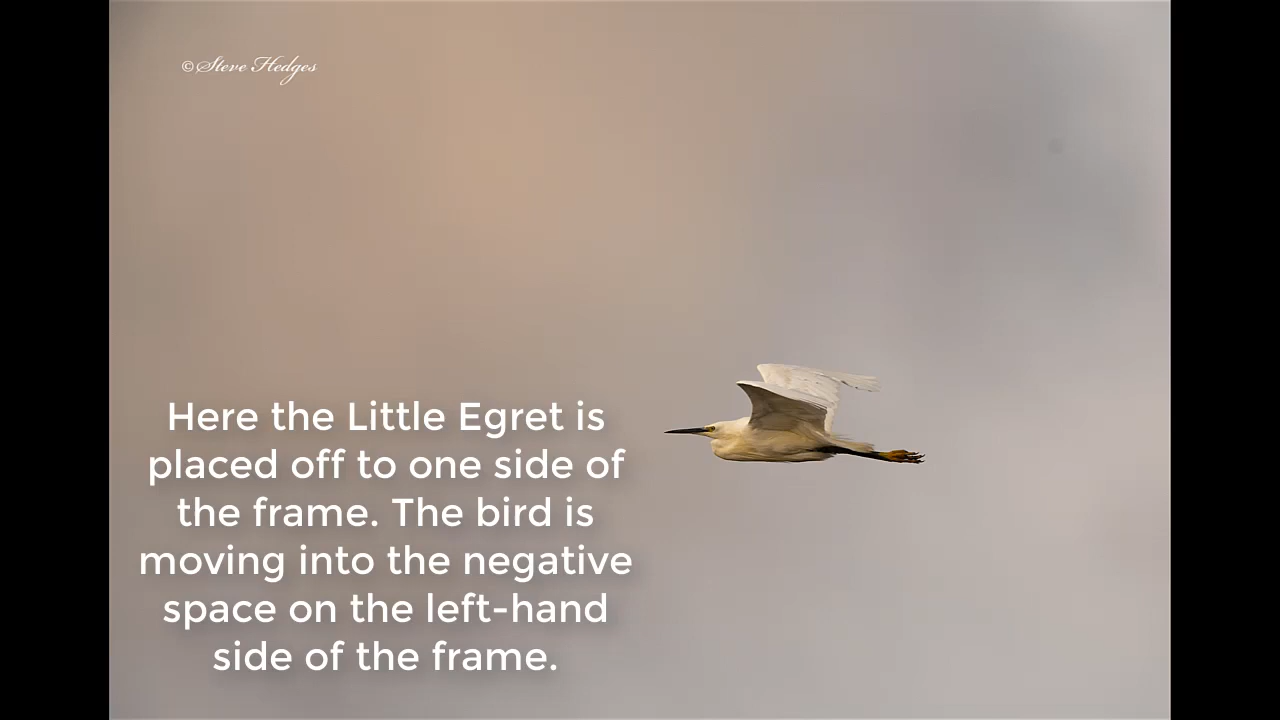 ©Steve Hedges
Here the Little Egret is
placed off to one side of
the frame. The bird is
moving into the negative
space on the left-hand
side of the frame.